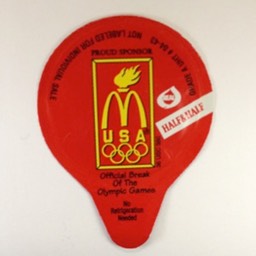 NOT LABELED FOR INDIVIDUAL SALE
PROUD SPONSOR
USA
HALF & HALF
Official Break
Of The
Olympic Games
No
Refrigeration
Needed